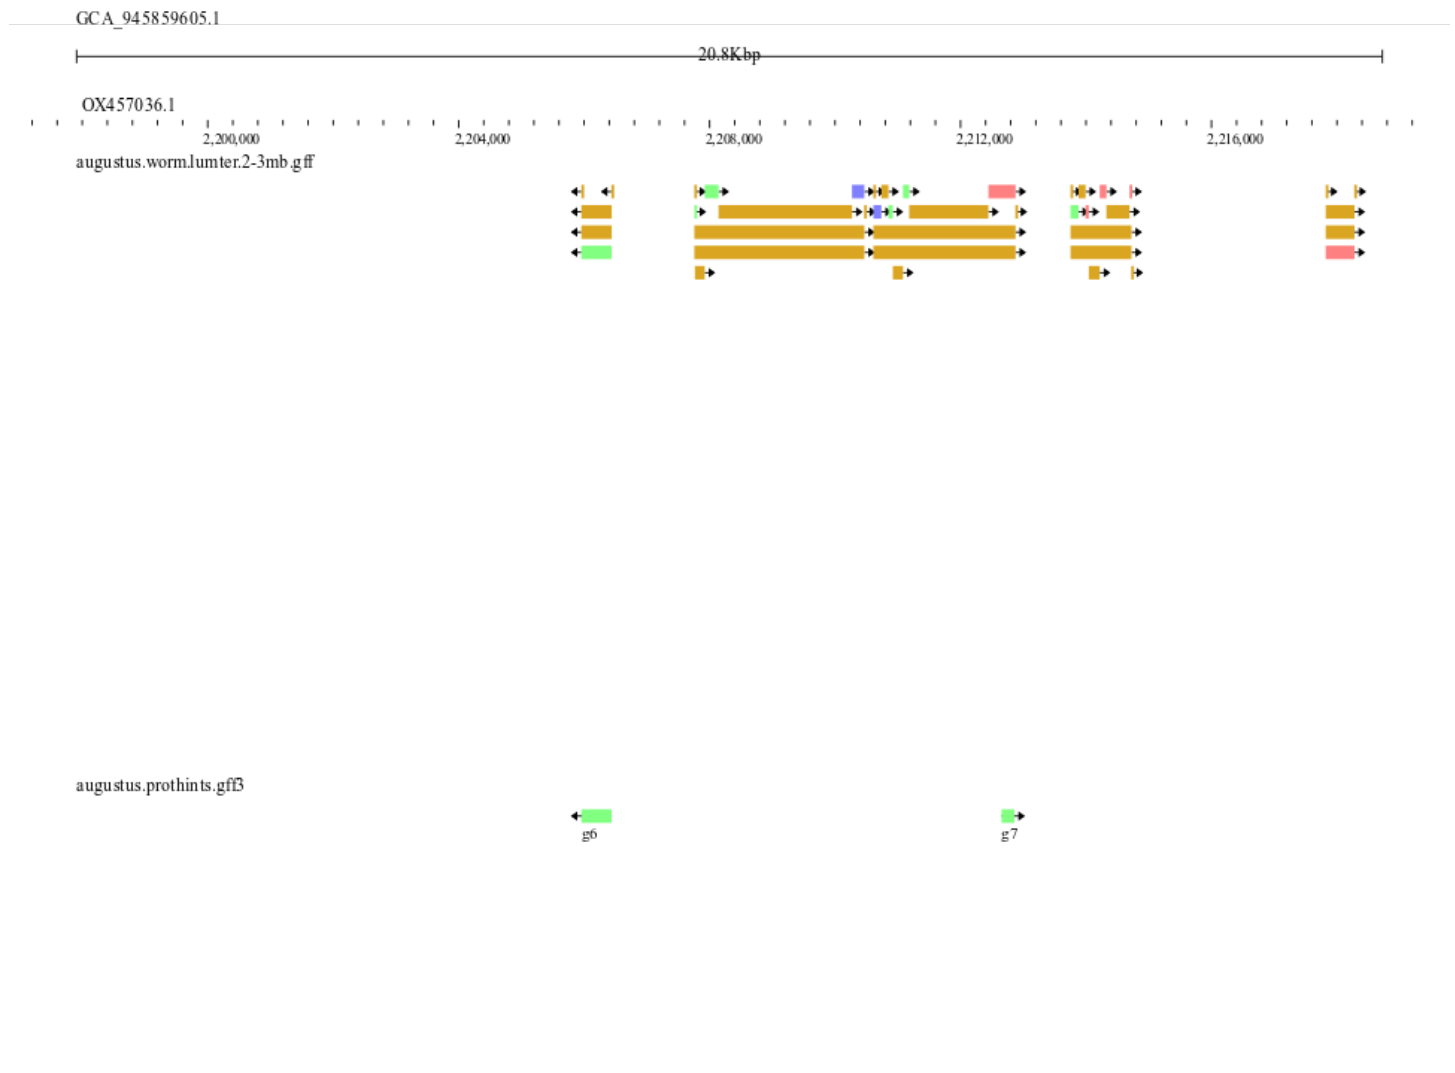 GCA_945859605.1
20.8Kbp
OX457036.1
2,200,000 2,204,000 2,208,000 2,212,000 2,216,000
augustus.worm.lumter.2-3mb.gff
augustus.prothints.gff3
g6 g7